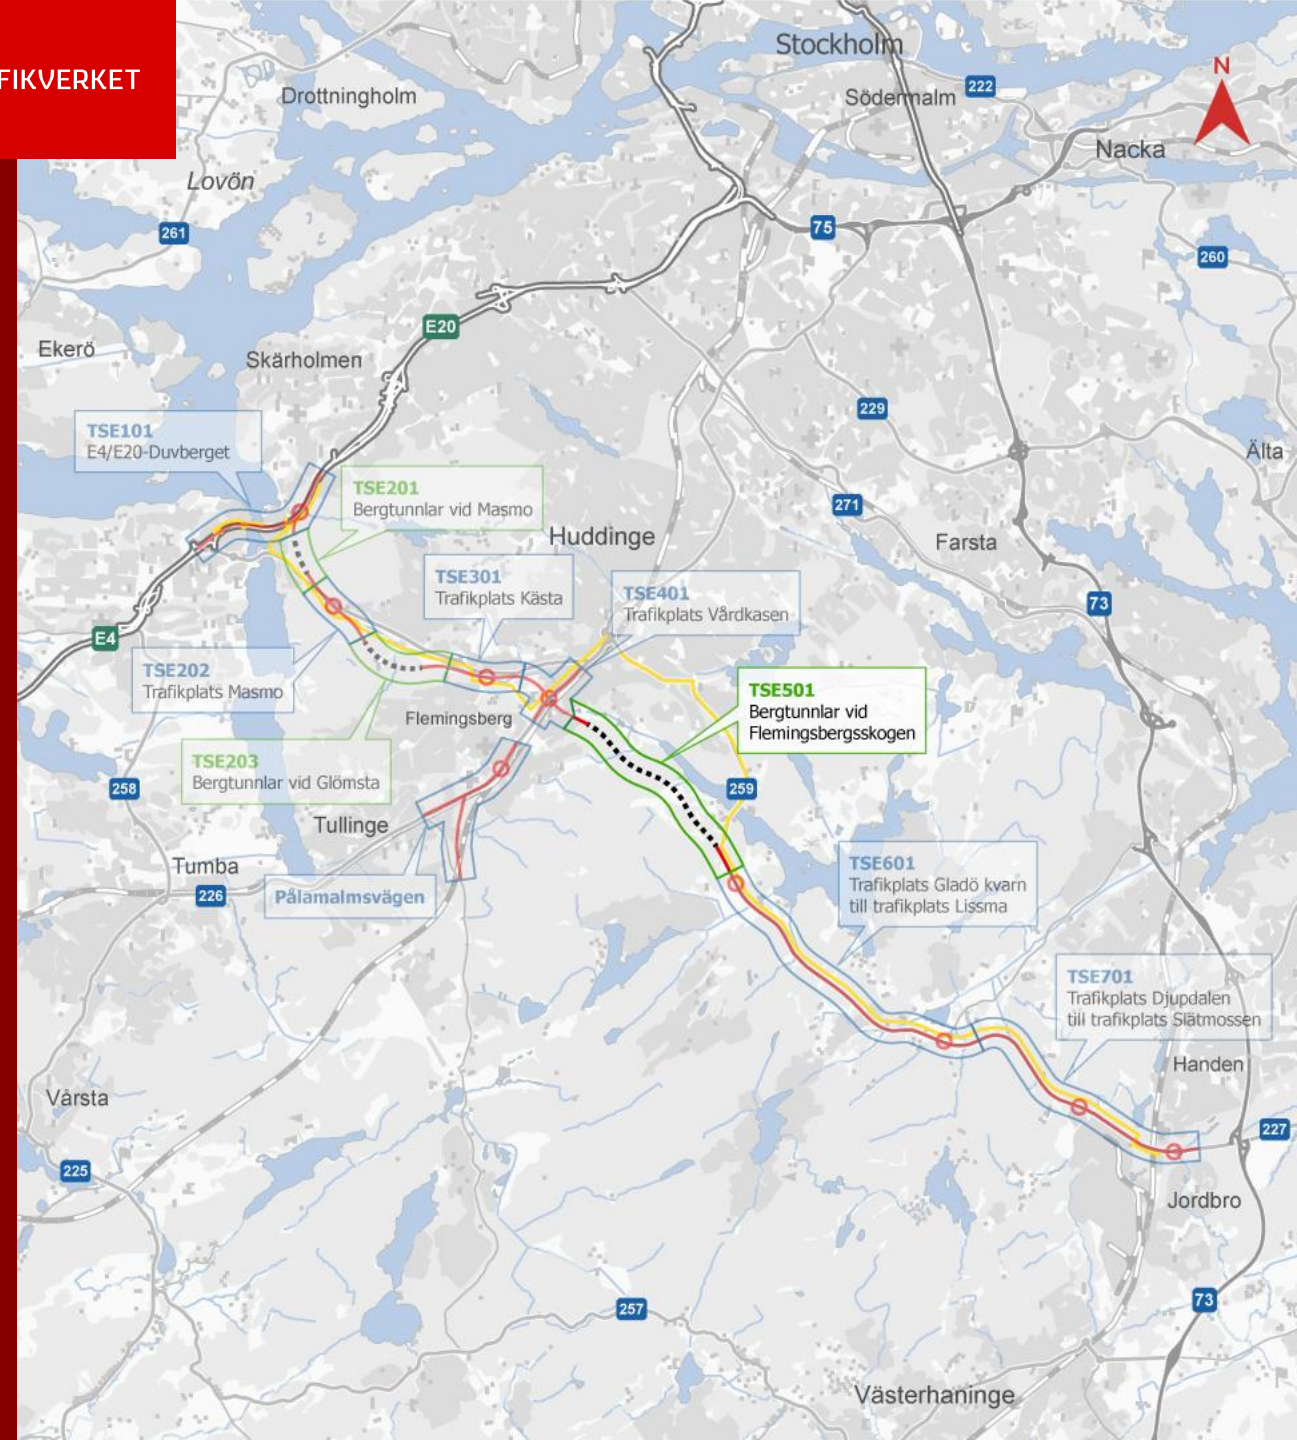 FIKVERKET
Stockholm
N
Drottningholm
Södermalm
222
Nacka
Lovön
261
75
260
E20
Ekerö
Skärholmen
229
TSE101
E4/E20-Duvberget
Älta
TSE201
Bergtunnlar vid Masmo
271
Huddinge
Farsta
TSE301
Trafikplats Kästa
TSE401
Trafikplats Vårdkasen
73
E4
TSE202
Trafikplats Masmo
TSE501
Bergtunnlar vid
Flemingsbergsskogen
Flemingsberg
TSE203
Bergtunnlar vid Glömsta
258
259
Tullinge
Tumba
226
Pålamalmsvägen
TSE601
Trafikplats Gladö kvarn
till trafikplats Lissma
TSE701
Trafikplats Djupdalen
till trafikplats Slätmossen
Handen
Vårsta
227
225
Jordbro
73
257
Västerhaninge